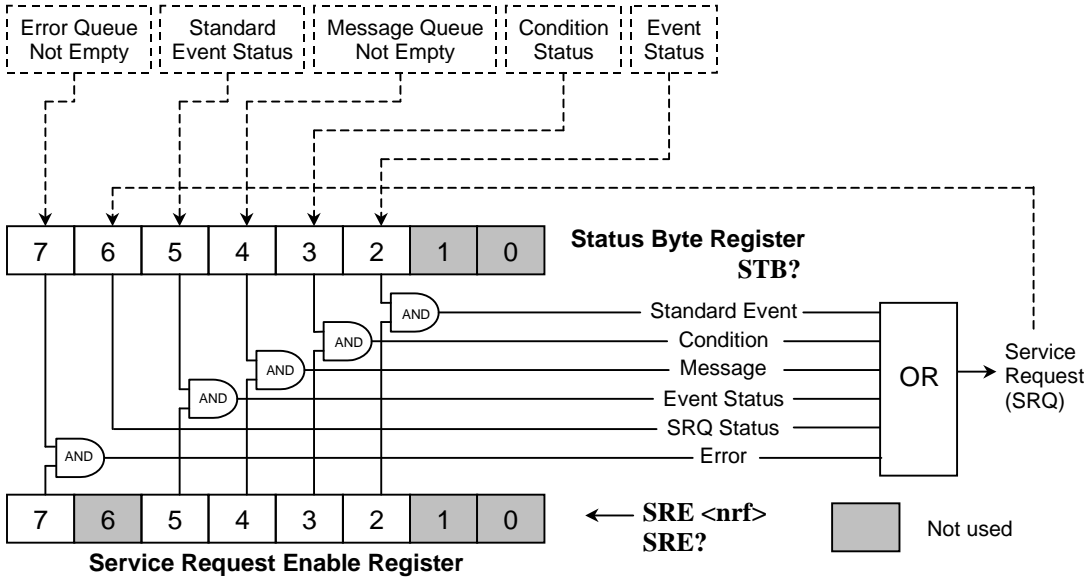 Error Queue
Not Empty
Standard
Event Status
Message Queue
Not Empty
Condition
Status
Event
Status
7 6 5 4 3 2 1 0
Status Byte Register
STB?
AND
Standard Event
AND
Condition
AND
Message
AND
Event Status
SRQ Status
AND
Error
OR
Service
Request
(SRQ)
7 6 5 4 3 2 1 0
SRE <nrf>
SRE?
Not used
Service Request Enable Register